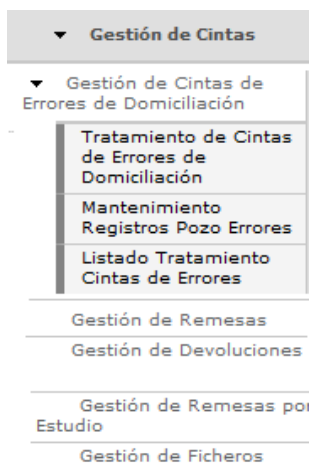 Gestión de Cintas
Gestión de Cintas de
Errores de Domiciliación
Tratamiento de Cintas
de Errores de
Domiciliación
Mantenimiento
Registros Pozo Errores
Listado Tratamiento
Cintas de Errores
Gestión de Remesas
Gestión de Devoluciones
Gestión de Remesas por
Estudio
Gestión de Ficheros